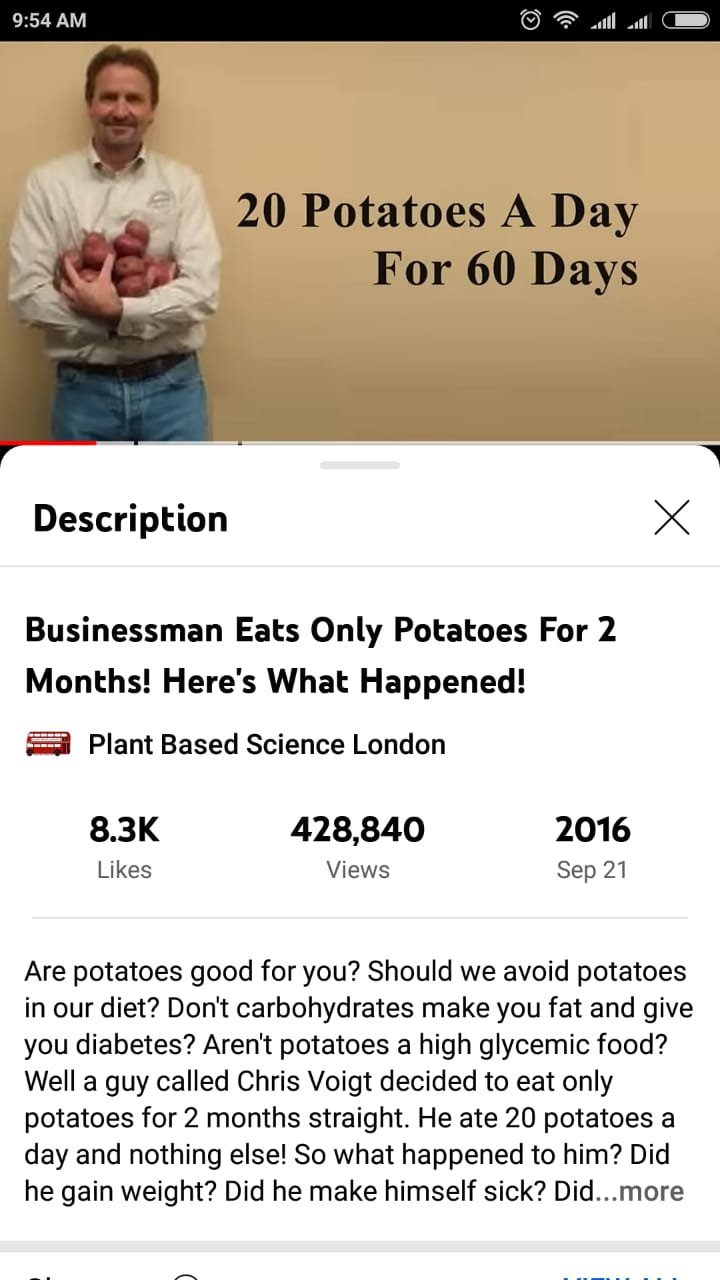 9:54 AM
20 Potatoes A Day
For 60 Days
Description
Businessman Eats Only Potatoes For 2
Months! Here's What Happened!
Plant Based Science London
8.3K 428,840 2016
Likes Views Sep 21
Are potatoes good for you? Should we avoid potatoes
in our diet? Don't carbohydrates make you fat and give
you diabetes? Aren't potatoes a high glycemic food?
Well a guy called Chris Voigt decided to eat only
potatoes for 2 months straight. He ate 20 potatoes a
day and nothing else! So what happened to him? Did
he gain weight? Did he make himself sick? Did...more